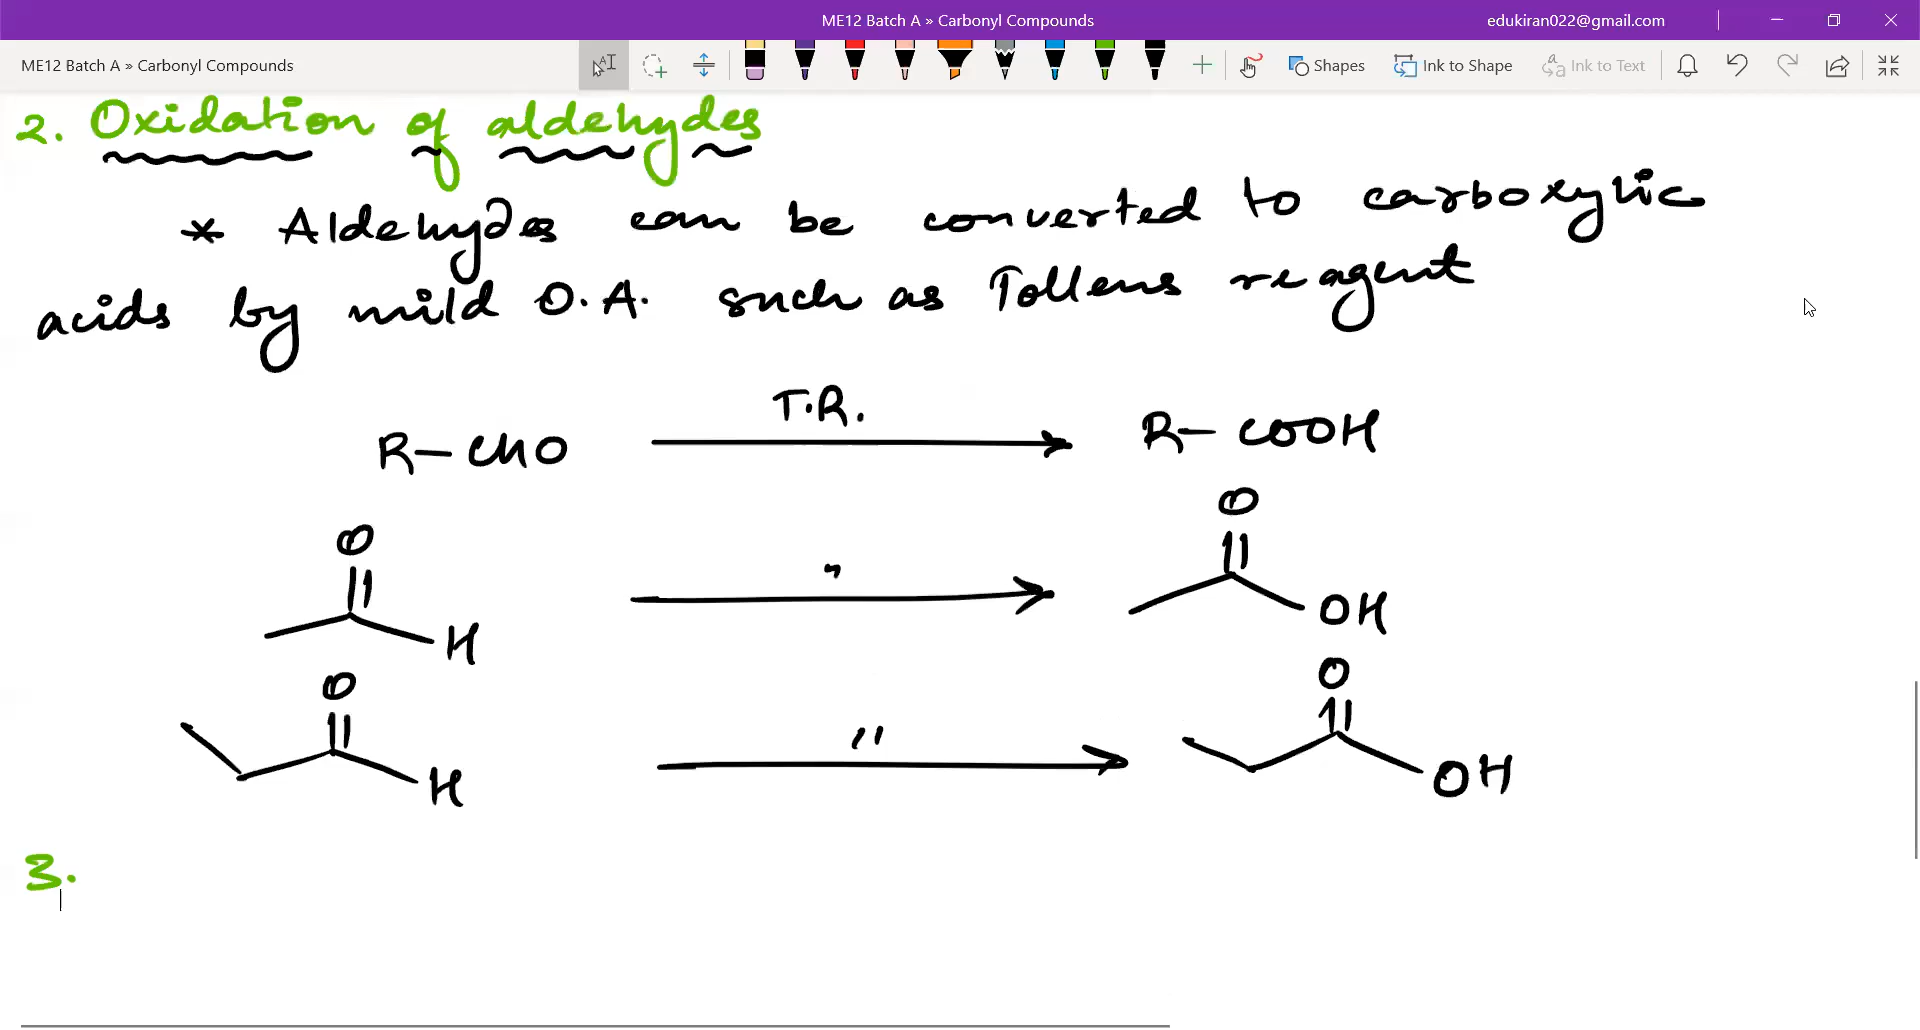 ME12 Batch A » Carbonyl Compounds
edukiran022@gmail.com
ME12 Batch A » Carbonyl Compounds
Shapes
Ink to Shape
Ink to Text
2. Oxidation of aldehydes
* Aldehydes can be converted to carboxylic
acids by mild O.A. such as Tollens reagent
R-CHO T.R. R-COOH
O O
" 
H OH
O O
"
H OH
3.